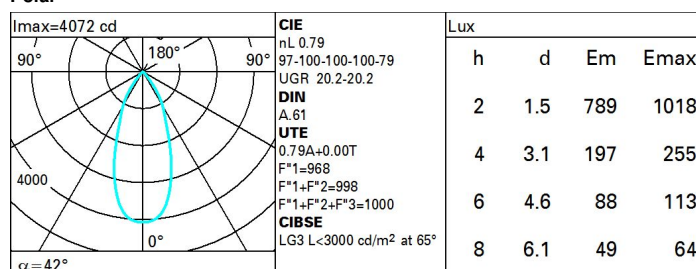 Imax=4072 cd
90° 180° 90°
4000
0°
α=42°
CIE
nL 0.79
97-100-100-100-79
UGR 20.2-20.2
DIN
A.61
UTE
0.79A+0.00T
F"1=968
F"1+F"2=998
F"1+F"2+F"3=1000
CIBSE
LG3 L<3000 cd/m² at 65°
Lux
h d Em Emax
2 1.5 789 1018
4 3.1 197 255
6 4.6 88 113
8 6.1 49 64